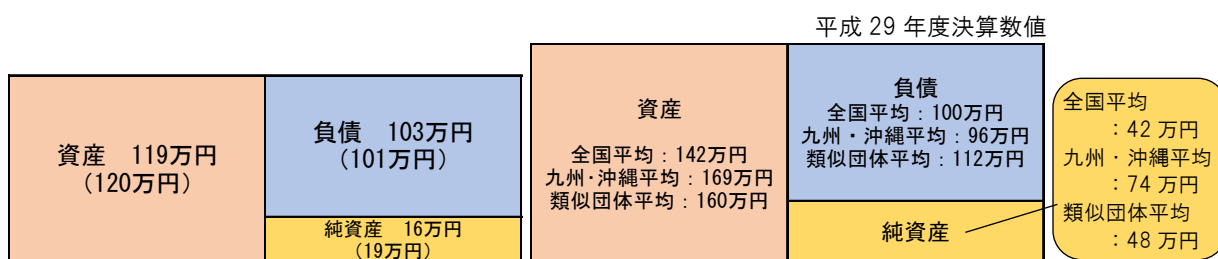 平成 29 年度決算数値
資産　119万円
(120万円)
負債　103万円
(101万円)
純資産　16万円
(19万円)
資産
全国平均：142万円
九州・沖縄平均：169万円
類似団体平均：160万円
負債
全国平均：100万円
九州・沖縄平均：96万円
類似団体平均：112万円
純資産
全国平均
：42 万円
九州・沖縄平均
：74 万円
類似団体平均
：48 万円